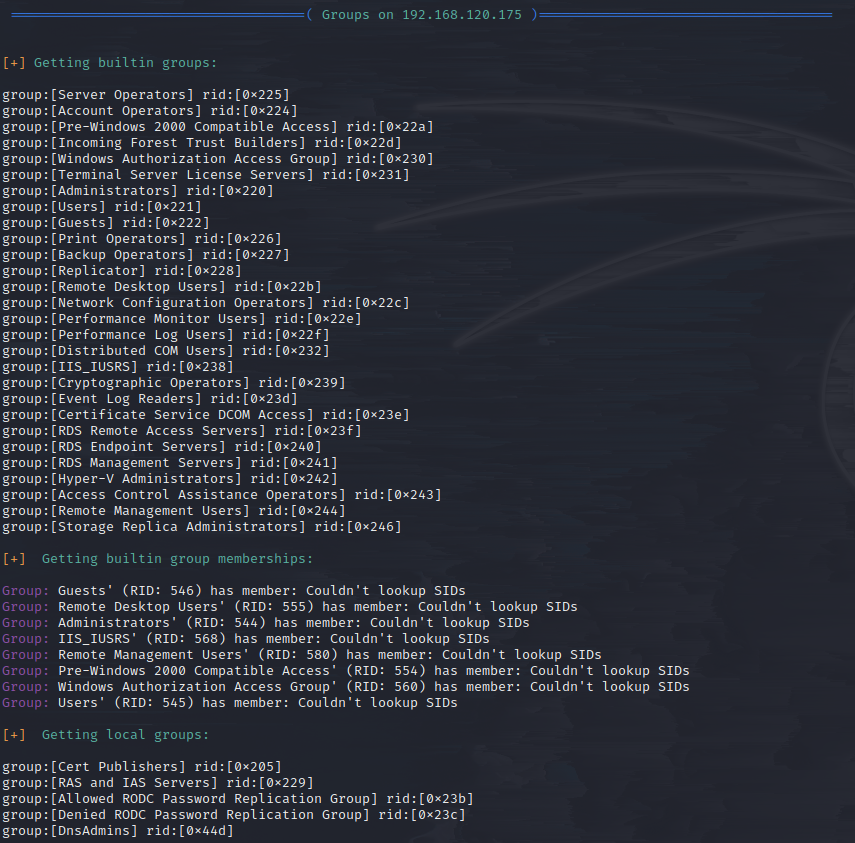 ═══════════════════════════════════( Groups on 192.168.120.175 )═══════════════════════════════════
[+] Getting builtin groups:
group:[Server Operators] rid:[0×225]
group:[Account Operators] rid:[0×224]
group:[Pre-Windows 2000 Compatible Access] rid:[0×22a]
group:[Incoming Forest Trust Builders] rid:[0×22d]
group:[Windows Authorization Access Group] rid:[0×230]
group:[Terminal Server License Servers] rid:[0×231]
group:[Administrators] rid:[0×220]
group:[Users] rid:[0×221]
group:[Guests] rid:[0×222]
group:[Print Operators] rid:[0×226]
group:[Backup Operators] rid:[0×227]
group:[Replicator] rid:[0×228]
group:[Remote Desktop Users] rid:[0×22b]
group:[Network Configuration Operators] rid:[0×22c]
group:[Performance Monitor Users] rid:[0×22e]
group:[Performance Log Users] rid:[0×22f]
group:[Distributed COM Users] rid:[0×232]
group:[IIS_IUSRS] rid:[0×238]
group:[Cryptographic Operators] rid:[0×239]
group:[Event Log Readers] rid:[0×23d]
group:[Certificate Service DCOM Access] rid:[0×23e]
group:[RDS Remote Access Servers] rid:[0×23f]
group:[RDS Endpoint Servers] rid:[0×240]
group:[RDS Management Servers] rid:[0×241]
group:[Hyper-V Administrators] rid:[0×242]
group:[Access Control Assistance Operators] rid:[0×243]
group:[Remote Management Users] rid:[0×244]
group:[Storage Replica Administrators] rid:[0×246]
[+]  Getting builtin group memberships:
Group: Guests' (RID: 546) has member: Couldn't lookup SIDs
Group: Remote Desktop Users' (RID: 555) has member: Couldn't lookup SIDs
Group: Administrators' (RID: 544) has member: Couldn't lookup SIDs
Group: IIS_IUSRS' (RID: 568) has member: Couldn't lookup SIDs
Group: Remote Management Users' (RID: 580) has member: Couldn't lookup SIDs
Group: Pre-Windows 2000 Compatible Access' (RID: 554) has member: Couldn't lookup SIDs
Group: Windows Authorization Access Group' (RID: 560) has member: Couldn't lookup SIDs
Group: Users' (RID: 545) has member: Couldn't lookup SIDs
[+]  Getting local groups:
group:[Cert Publishers] rid:[0×205]
group:[RAS and IAS Servers] rid:[0×229]
group:[Allowed RODC Password Replication Group] rid:[0×23b]
group:[Denied RODC Password Replication Group] rid:[0×23c]
group:[DnsAdmins] rid:[0×44d]